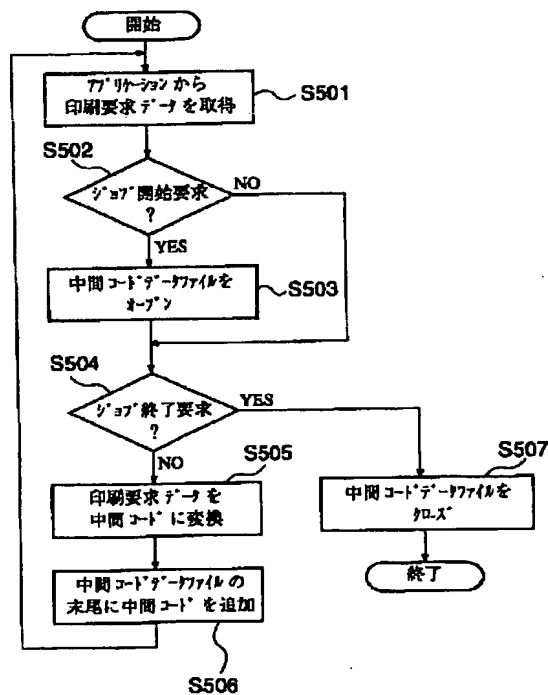 開始
アプリケーションから
印刷要求データを取得
S501
S502
ジョブ開始要求
?
NO
YES
中間コードデータファイルを
オープン
S503
S504
ジョブ終了要求
?
YES
NO
S505
印刷要求データを
中間コードに変換
S507
中間コードデータファイルを
クローズ
終了
中間コードデータファイルの
末尾に中間コードを追加
S506